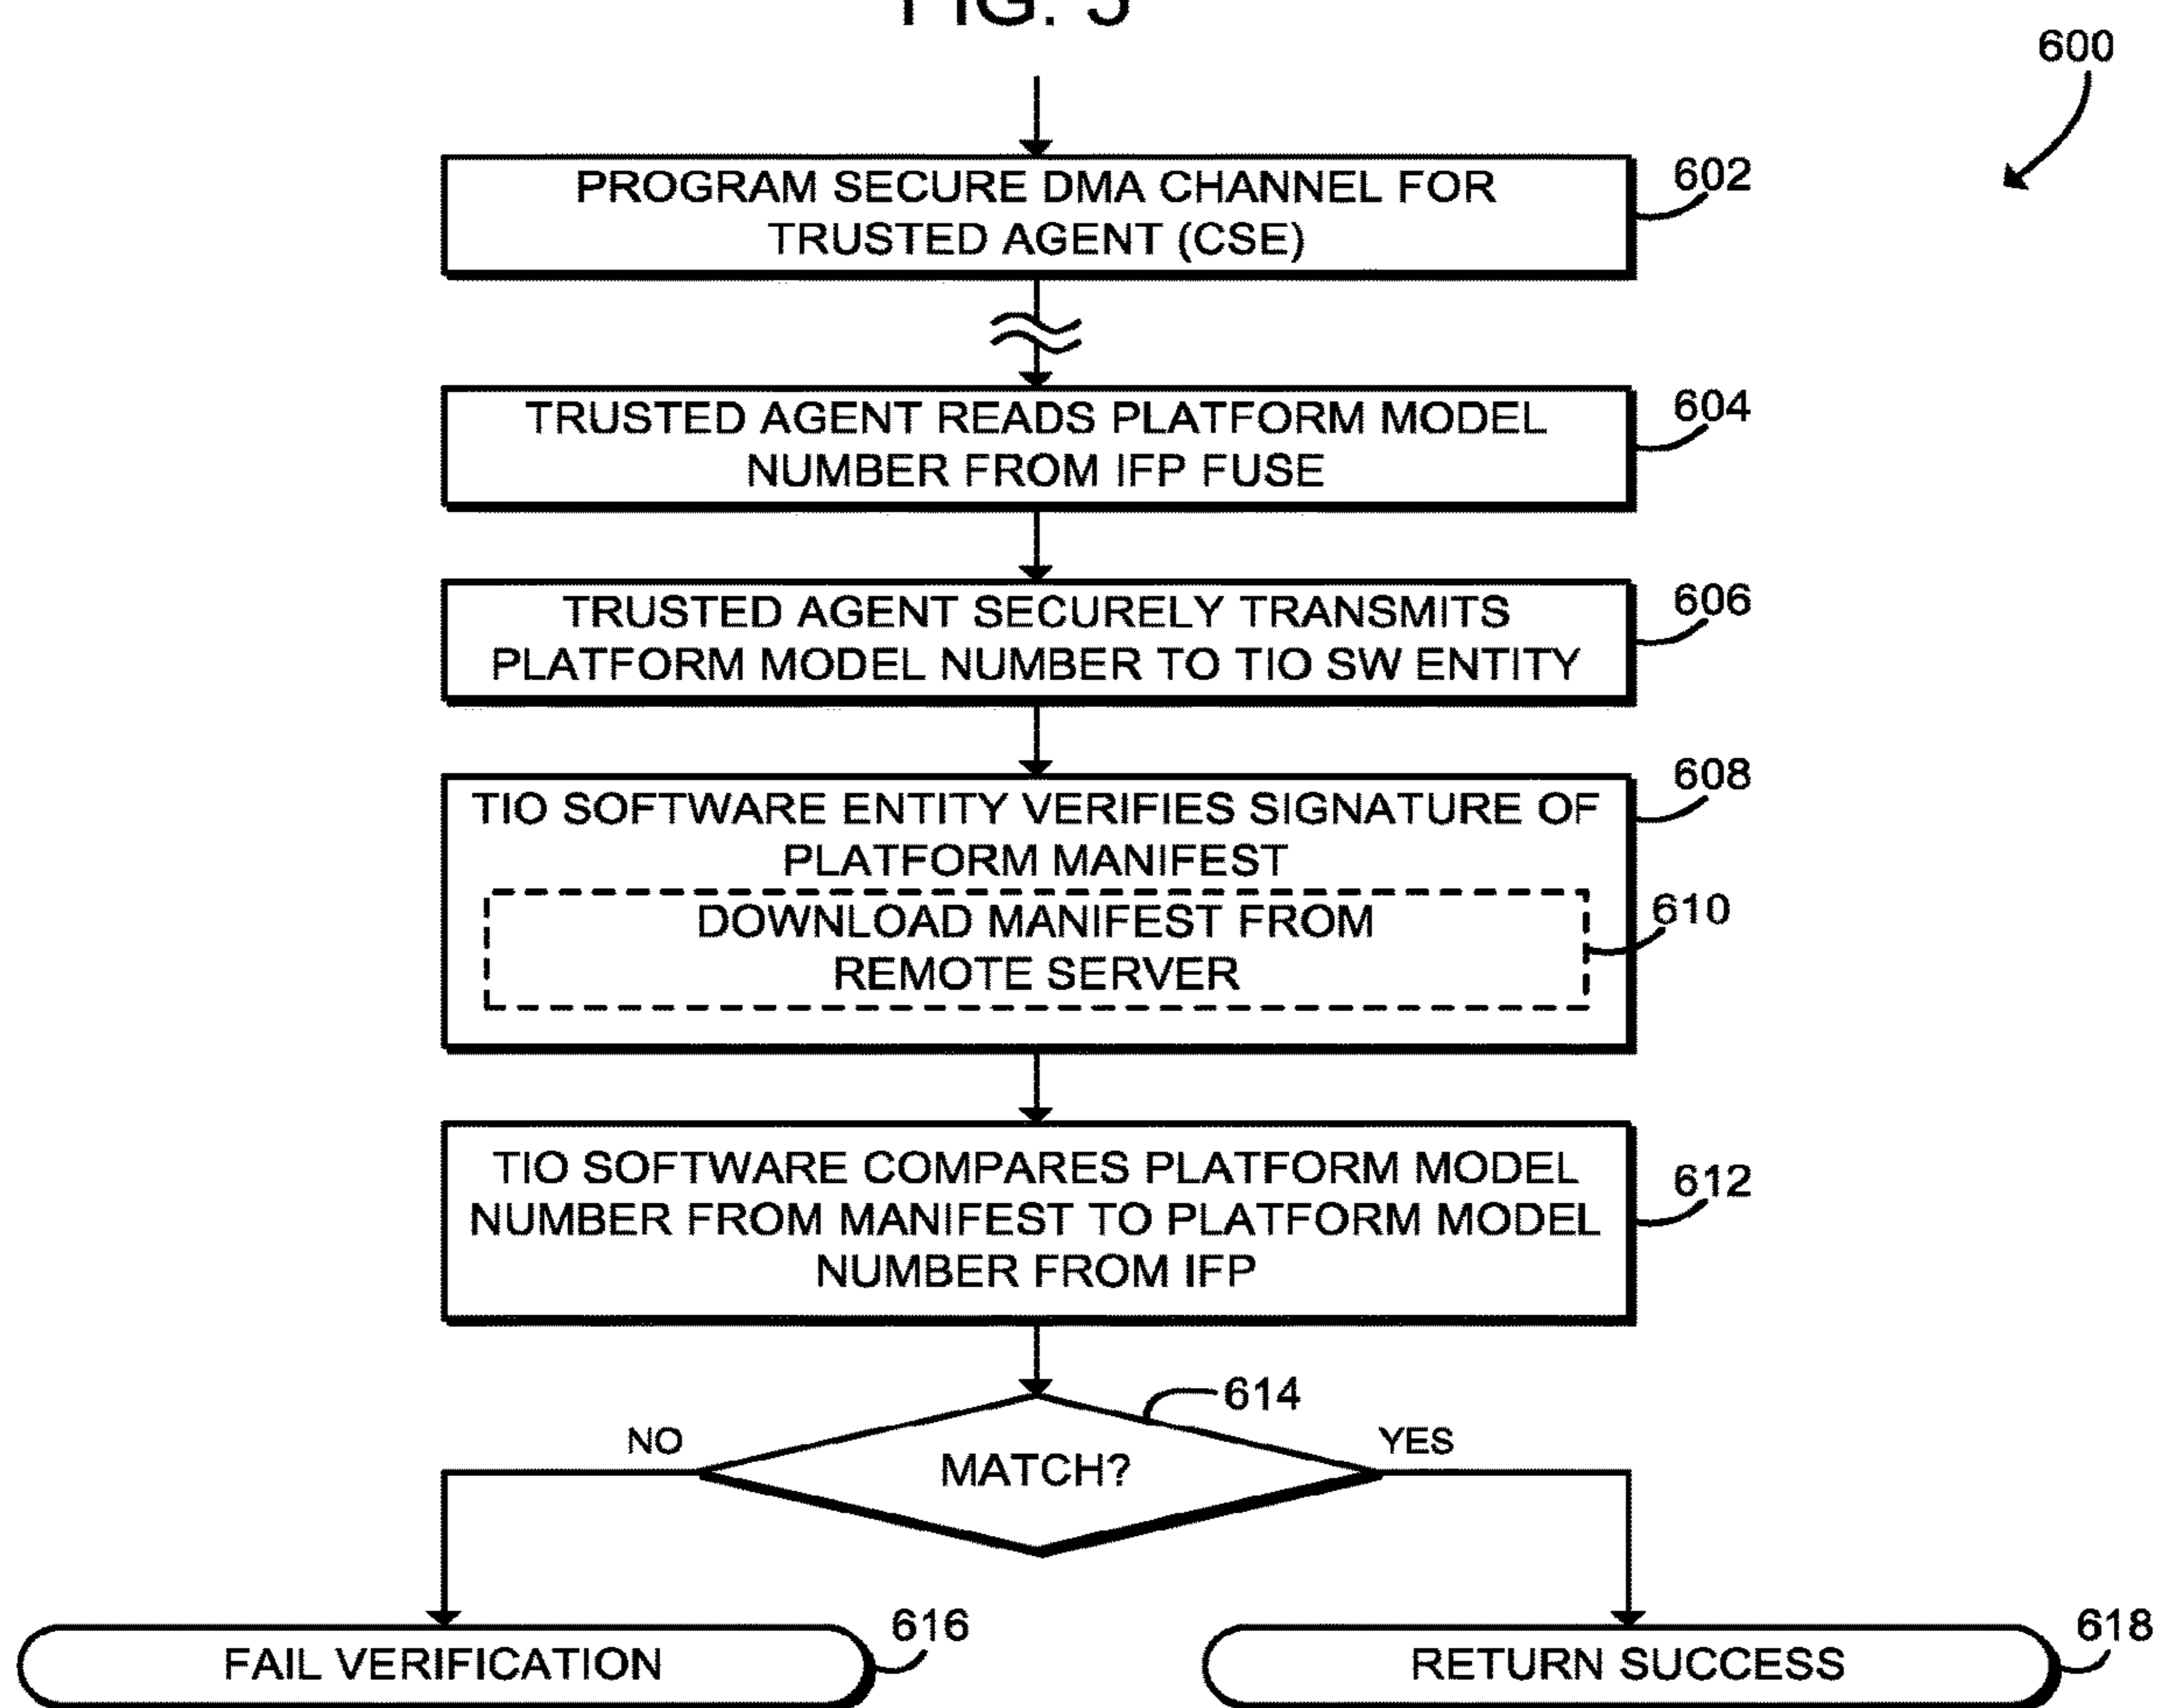 FIG. 5
600
PROGRAM SECURE DMA CHANNEL FOR
TRUSTED AGENT (CSE)
602
TRUSTED AGENT READS PLATFORM MODEL
NUMBER FROM IFP FUSE
604
TRUSTED AGENT SECURELY TRANSMITS
PLATFORM MODEL NUMBER TO TIO SW ENTITY
606
TIO SOFTWARE ENTITY VERIFIES SIGNATURE OF
PLATFORM MANIFEST
608
DOWNLOAD MANIFEST FROM
REMOTE SERVER
610
TIO SOFTWARE COMPARES PLATFORM MODEL
NUMBER FROM MANIFEST TO PLATFORM MODEL
NUMBER FROM IFP
612
614
NO
MATCH?
YES
FAIL VERIFICATION
616
RETURN SUCCESS
618